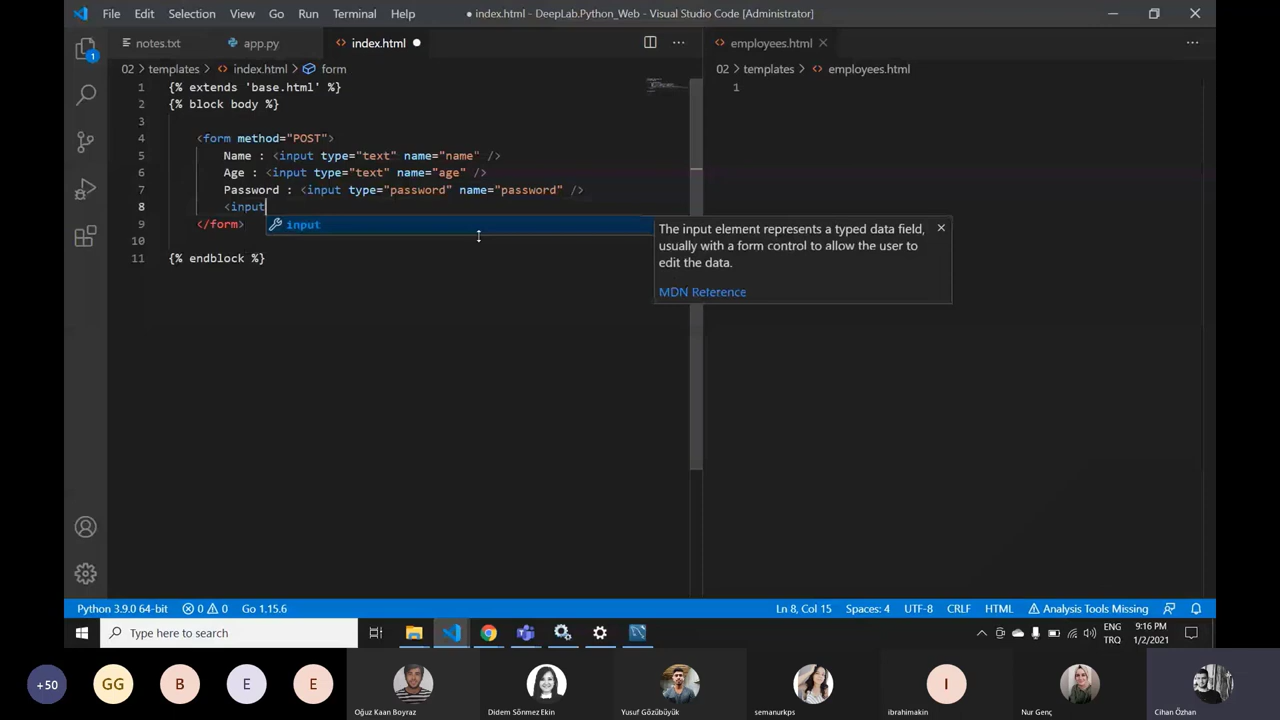 File Edit Selection View Go Run Terminal Help
● index.html - DeepLab.Python_Web - Visual Studio Code [Administrator]
notes.txt
app.py
index.html
employees.html
02 > templates > index.html > form
02 > templates > employees.html
1 {% extends 'base.html' %}
2 {% block body %}
3
4 <form method="POST">
5 Name : <input type="text" name="name" />
6 Age : <input type="text" name="age" />
7 Password : <input type="password" name="password" />
8 <input
9 </form>
10
11 {% endblock %}
1
input
The input element represents a typed data field,
usually with a form control to allow the user to
edit the data.
MDN Reference
1
Python 3.9.0 64-bit 0 0 Go 1.15.6
Ln 8, Col 15 Spaces: 4 UTF-8 CRLF HTML Analysis Tools Missing
Type here to search
ENG
TRQ
9:16 PM
1/2/2021
+50 GG B E E I
Oğuz Kaan Boyraz
Didem Sönmez Ekin
Yusuf Gözübüyük
semanurkps
ibrahimakin
Nur Genç
Cihan Özhan